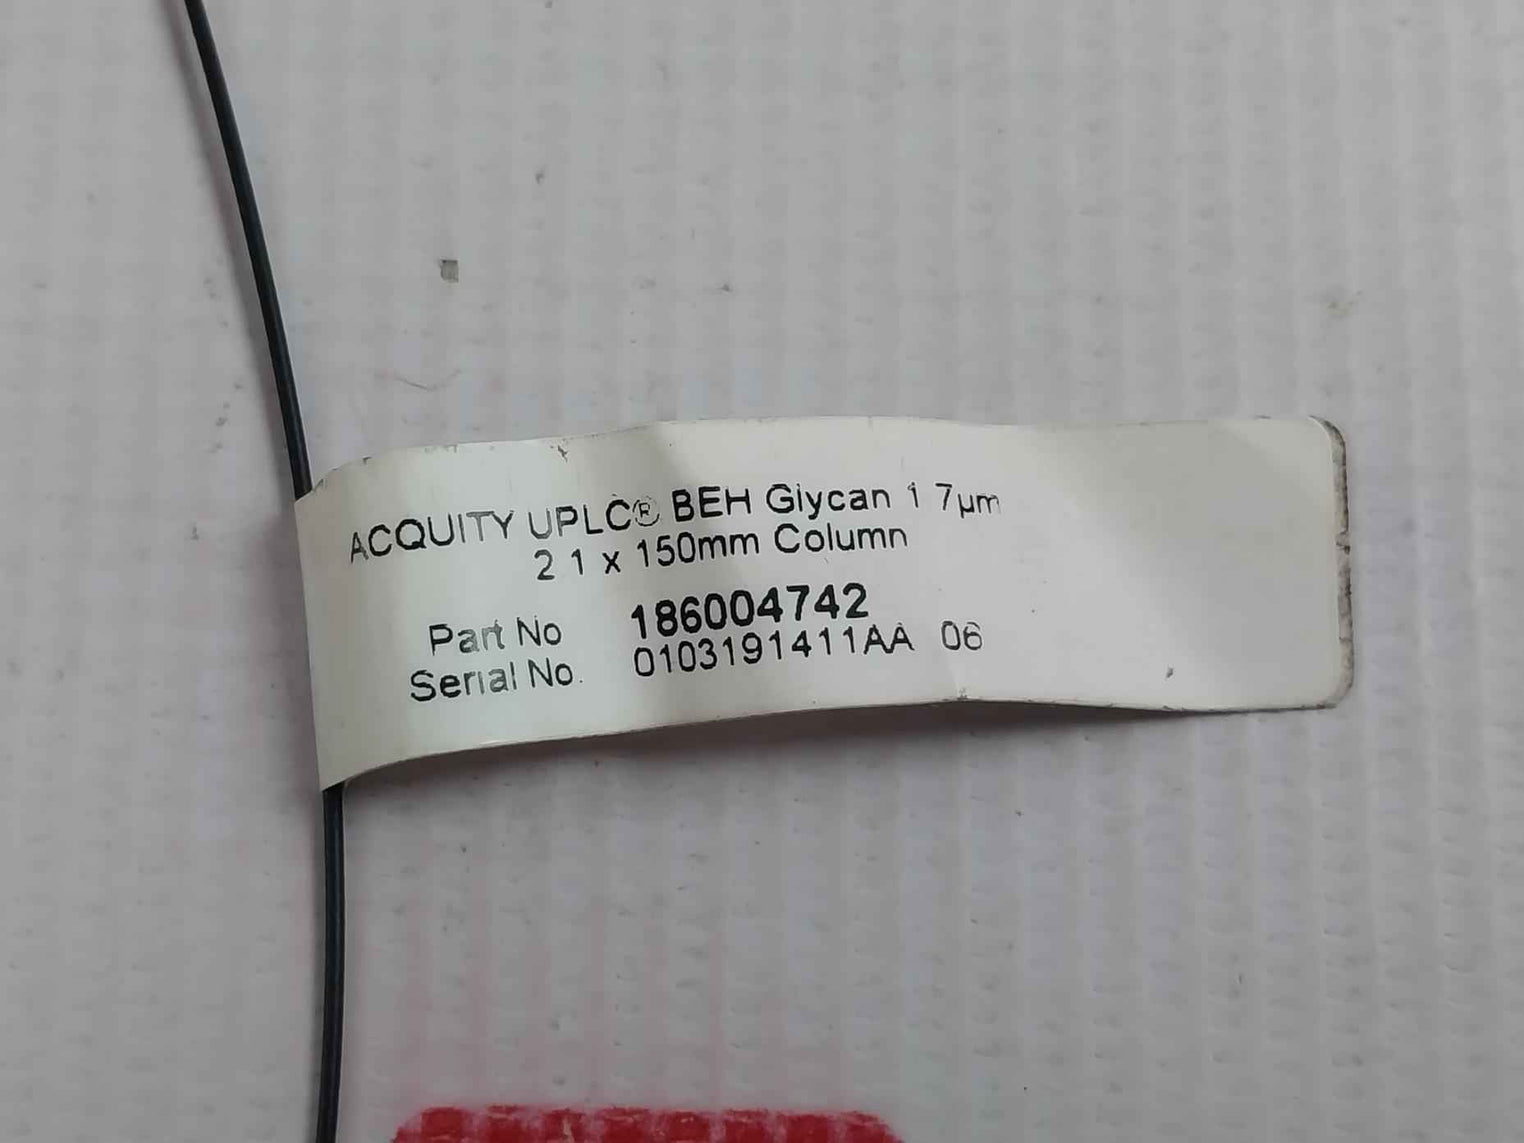 ACQUITY UPLC® BEH Glycan 1 7µm
2 1 x 150mm Column
Part No 186004742
Serial No. 0103191411AA 06